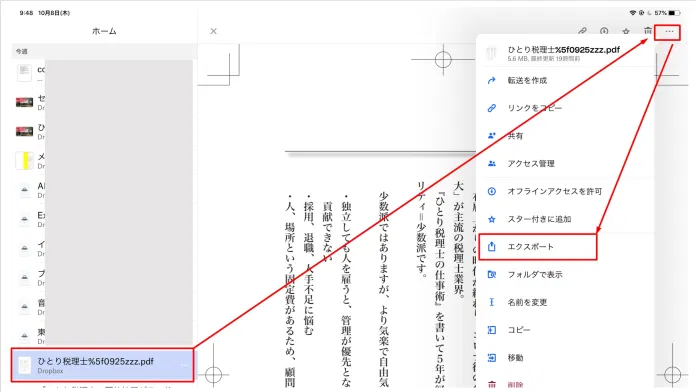 9:48 10月8日(木)
57%
ホーム
今週
co
セ
Dr
ひ
Dr
メ
Dr
Al
Dr
Ex
Dr
イ
Dr
プ
Dr
音
Dr
東
Dr
ひとり税理士%5f0925zzz.pdf
Dropbox
ひとり税理士%5f0925zzz.pdf
5.6 MB, 最終更新 19時間前
転送を作成
リンクをコピー
共有
アクセス管理
オフラインアクセスを許可
スター付きに追加
エクスポート
フォルダで表示
名前を変更
コピー
移動
削除
大」が主流の税理士業界。
『ひとり税理士の仕事術』を書いて5年が
リティ＝少数派です。
少数派ではありますが、より気楽で自由気
・独立しても人を雇うと、管理が優先とな
貢献できない
・採用、退職、人手不足に悩む
・人、場所という固定費があるため、顧問